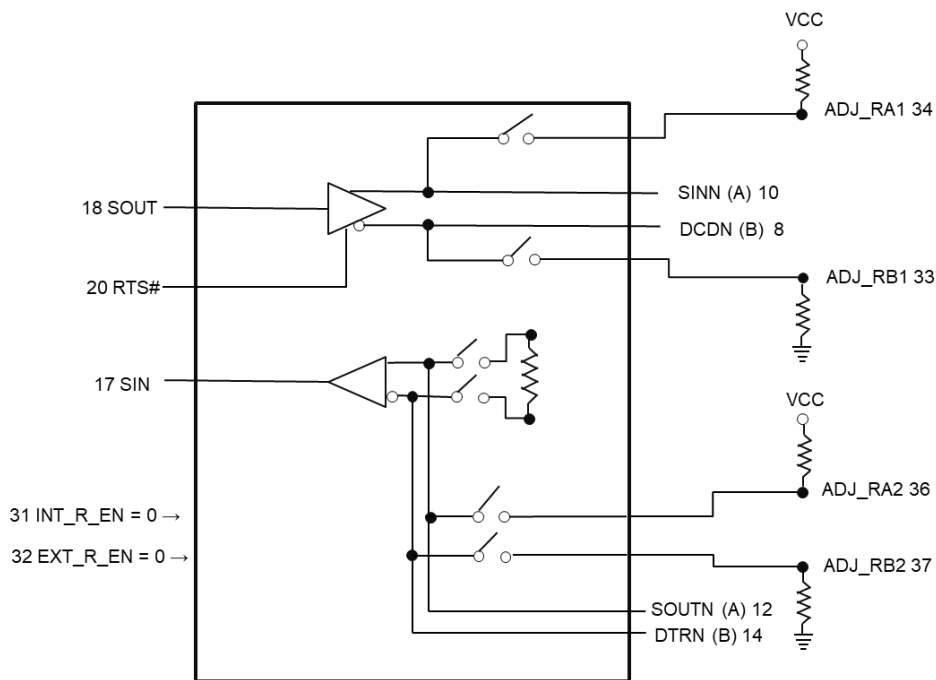 VCC
ADJ_RA1 34
18 SOUT
SINN (A) 10
DCDN (B) 8
20 RTS#
ADJ_RB1 33
17 SIN
VCC
ADJ_RA2 36
31 INT_R_EN = 0 →
32 EXT_R_EN = 0 →
ADJ_RB2 37
SOUTN (A) 12
DTRN (B) 14